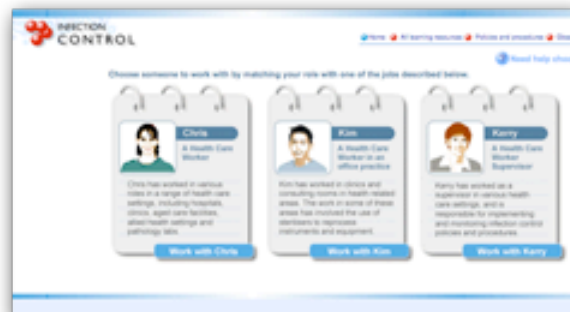 INFECTION
CONTROL
Home All learning resources Policies and procedures
Need help
Choose someone to work with by matching your role with one of the jobs described below.
Chris
A Health Care
Worker
Chris has worked in various
roles in a range of health care
settings, including hospitals,
clinics, aged care facilities,
allied health settings and
pathology labs.
Work with Chris
Kim
A Health Care
Worker in an
office practice
Kim has worked in clinics and
consulting rooms in health related
areas. The work in some of these
areas has involved the use of
sterilisers to reprocess
instruments and equipment.
Work with Kim
Kerry
A Health Care
Worker
Supervisor
Kerry has worked as a
supervisor in various health
care settings, and is
responsible for implementing
and monitoring infection control
policies and procedures.
Work with Kerry